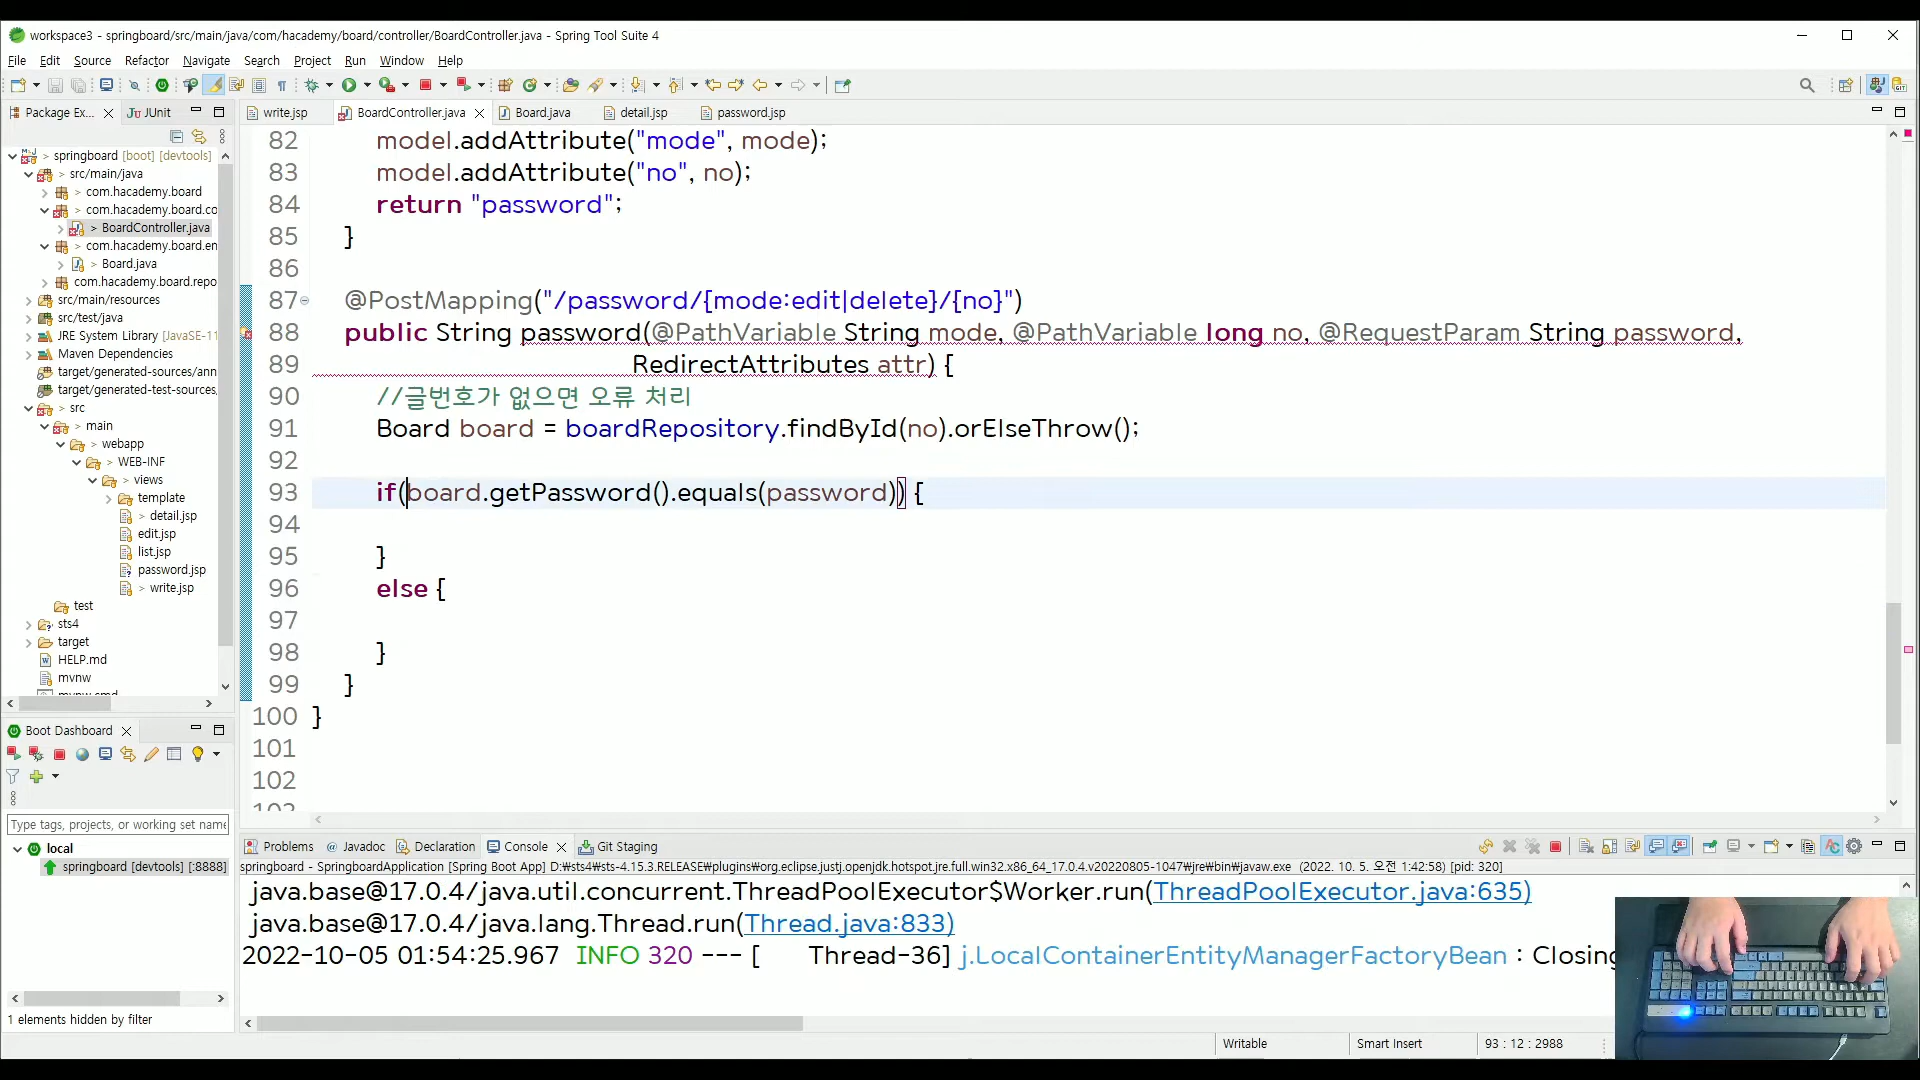 workspace3 - springboard/src/main/java/com/hacademy/board/controller/BoardController.java - Spring Tool Suite 4
File Edit Source Refactor Navigate Search Project Run Window Help
Package Ex... JUnit
write.jsp BoardController.java Board.java detail.jsp password.jsp
springboard [boot] [devtools]
src/main/java
com.hacademy.board
com.hacademy.board.co
BoardController.java
com.hacademy.board.en
Board.java
com.hacademy.board.repo
src/main/resources
src/test/java
JRE System Library [JavaSE-11
Maven Dependencies
target/generated-sources/ann
target/generated-test-sources,
src
main
webapp
WEB-INF
views
template
detail.jsp
edit.jsp
list.jsp
password.jsp
write.jsp
test
sts4
target
HELP.md
mvnw
82 model.addAttribute("mode", mode);
83 model.addAttribute("no", no);
84 return "password";
85 }
86
87 @PostMapping("/password/{mode:edit|delete}/{no}")
88 public String password(@PathVariable String mode, @PathVariable long no, @RequestParam String password,
89 RedirectAttributes attr) {
90 //글번호가 없으면 오류 처리
91 Board board = boardRepository.findById(no).orElseThrow();
92
93 if(board.getPassword().equals(password)) {
94
95 }
96 else {
97
98 }
99 }
100 }
101
102
Boot Dashboard
Type tags, projects, or working set name
local
springboard [devtools] [:8888]
1 elements hidden by filter
Problems Javadoc Declaration Console Git Staging
springboard - SpringboardApplication [Spring Boot App] D:₩sts4₩sts-4.15.3.RELEASE₩plugins₩org.eclipse.justj.openjdk.hotspot.jre.full.win32.x86_64_17.0.4.v20220805-1047₩jre₩bin₩javaw.exe (2022. 10. 5. 오전 1:42:58) [pid: 320]
java.base@17.0.4/java.util.concurrent.ThreadPoolExecutor$Worker.run(ThreadPoolExecutor.java:635)
java.base@17.0.4/java.lang.Thread.run(Thread.java:833)
2022-10-05 01:54:25.967 INFO 320 --- [ Thread-36] j.LocalContainerEntityManagerFactoryBean : Closing
Writable Smart Insert 93 : 12 : 2988